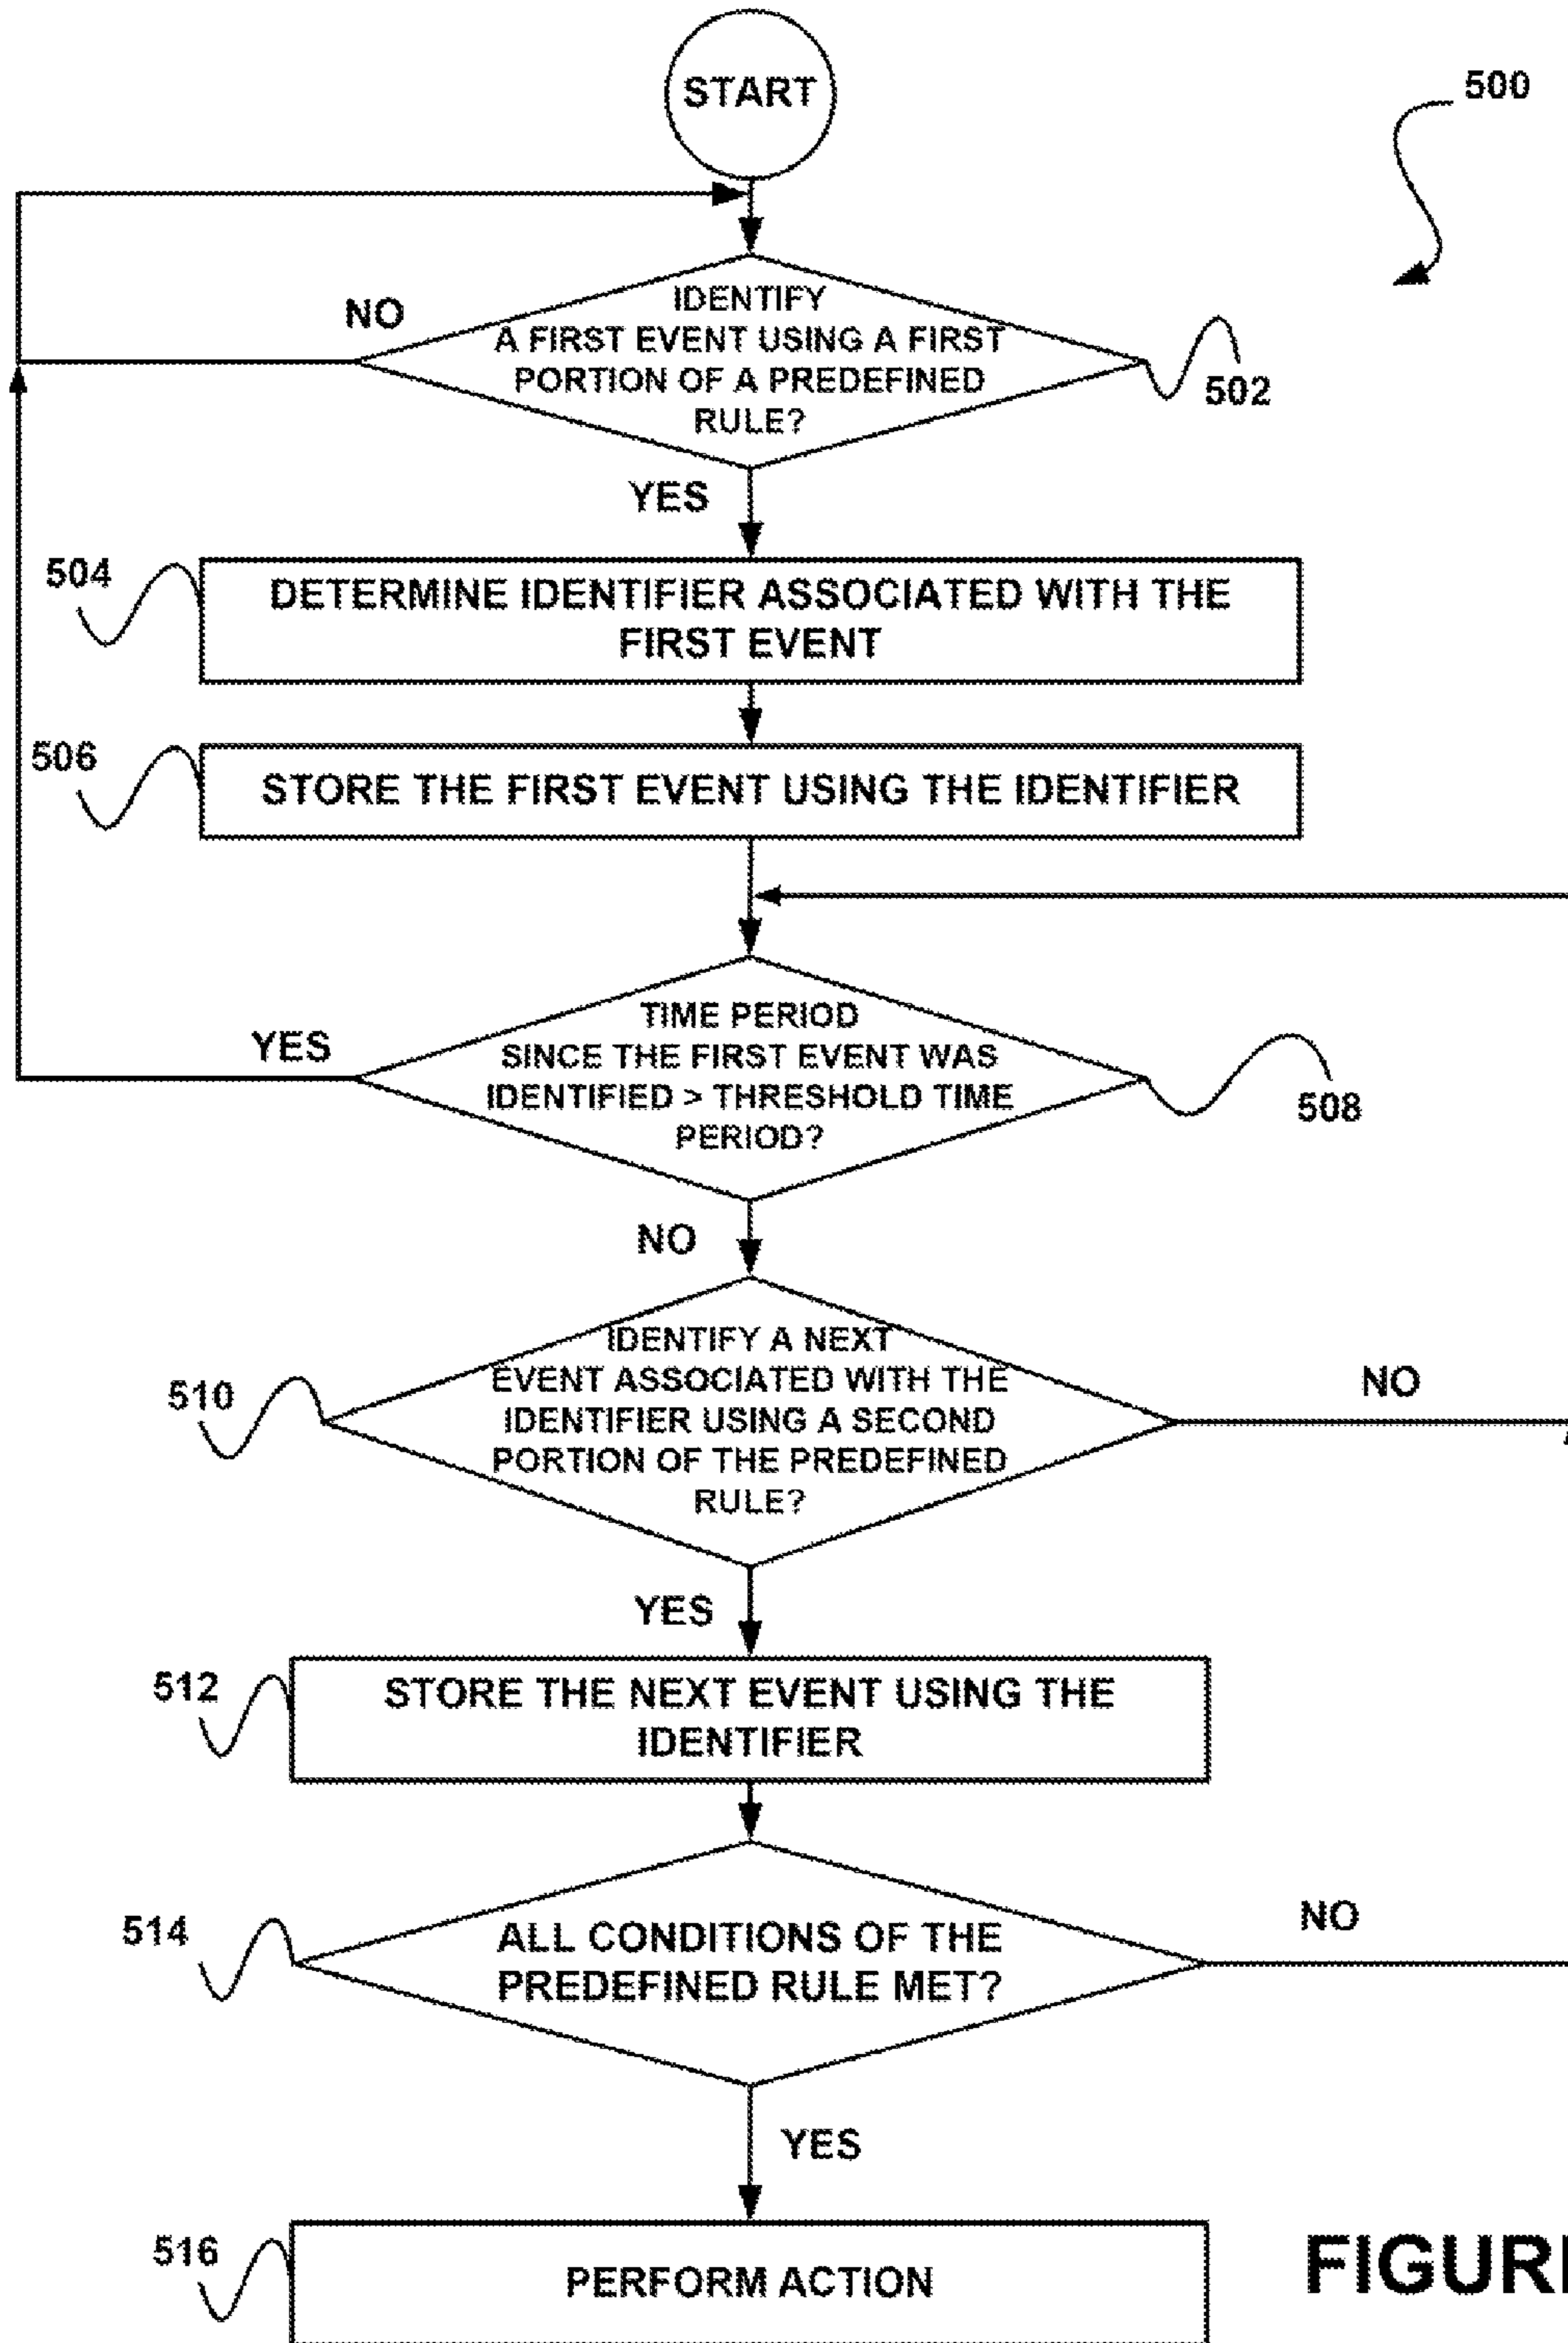 START
500
NO
IDENTIFY
A FIRST EVENT USING A FIRST
PORTION OF A PREDEFINED
RULE?
502
YES
504
DETERMINE IDENTIFIER ASSOCIATED WITH THE
FIRST EVENT
506
STORE THE FIRST EVENT USING THE IDENTIFIER
YES
TIME PERIOD
SINCE THE FIRST EVENT WAS
IDENTIFIED > THRESHOLD TIME
PERIOD?
508
NO
510
IDENTIFY A NEXT
EVENT ASSOCIATED WITH THE
IDENTIFIER USING A SECOND
PORTION OF THE PREDEFINED
RULE?
NO
YES
512
STORE THE NEXT EVENT USING THE
IDENTIFIER
514
ALL CONDITIONS OF THE
PREDEFINED RULE MET?
NO
YES
516
PERFORM ACTION